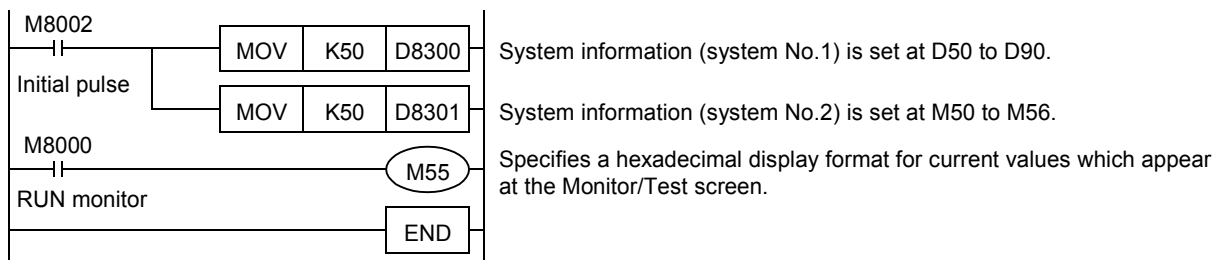 M8002
MOV K50 D8300 System information (system No.1) is set at D50 to D90.
Initial pulse
MOV K50 D8301 System information (system No.2) is set at M50 to M56.
M8000
M55 Specifies a hexadecimal display format for current values which appear
at the Monitor/Test screen.
RUN monitor
END